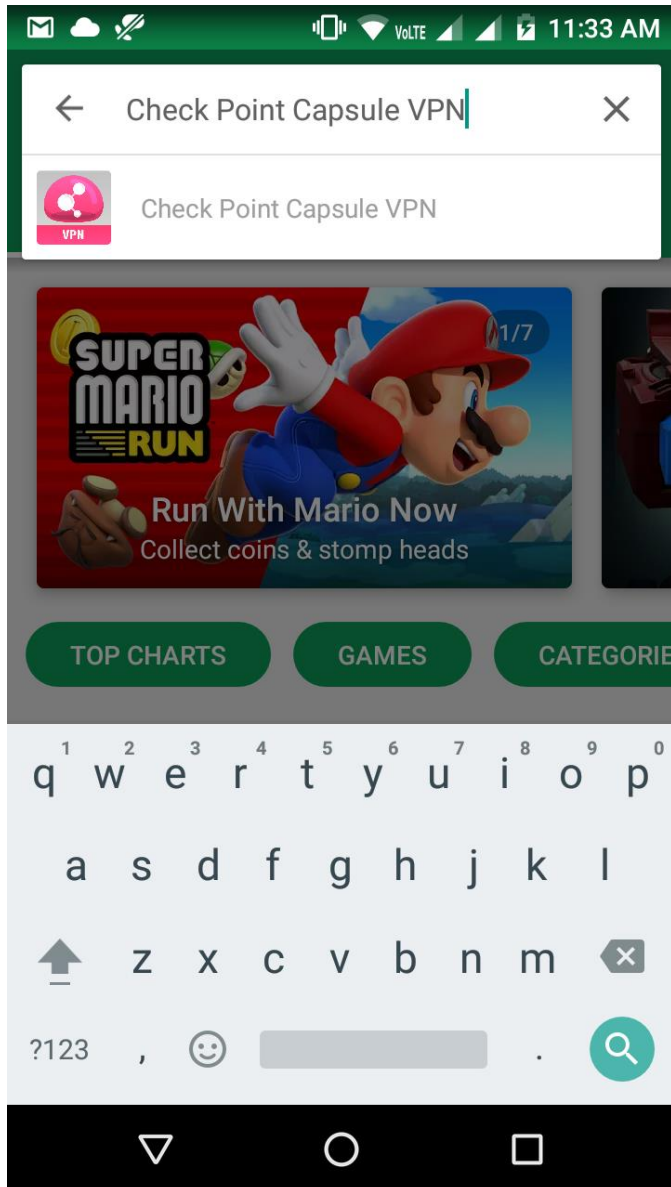 VoLTE 11:33 AM
Check Point Capsule VPN
VPN
Check Point Capsule VPN
1/7
SUPER
MARIO
RUN
Run With Mario Now
Collect coins & stomp heads
TOP CHARTS GAMES CATEGORIE
1 2 3 4 5 6 7 8 9 0
q w e r t y u i o p
a s d f g h j k l
z x c v b n m
?123 , .